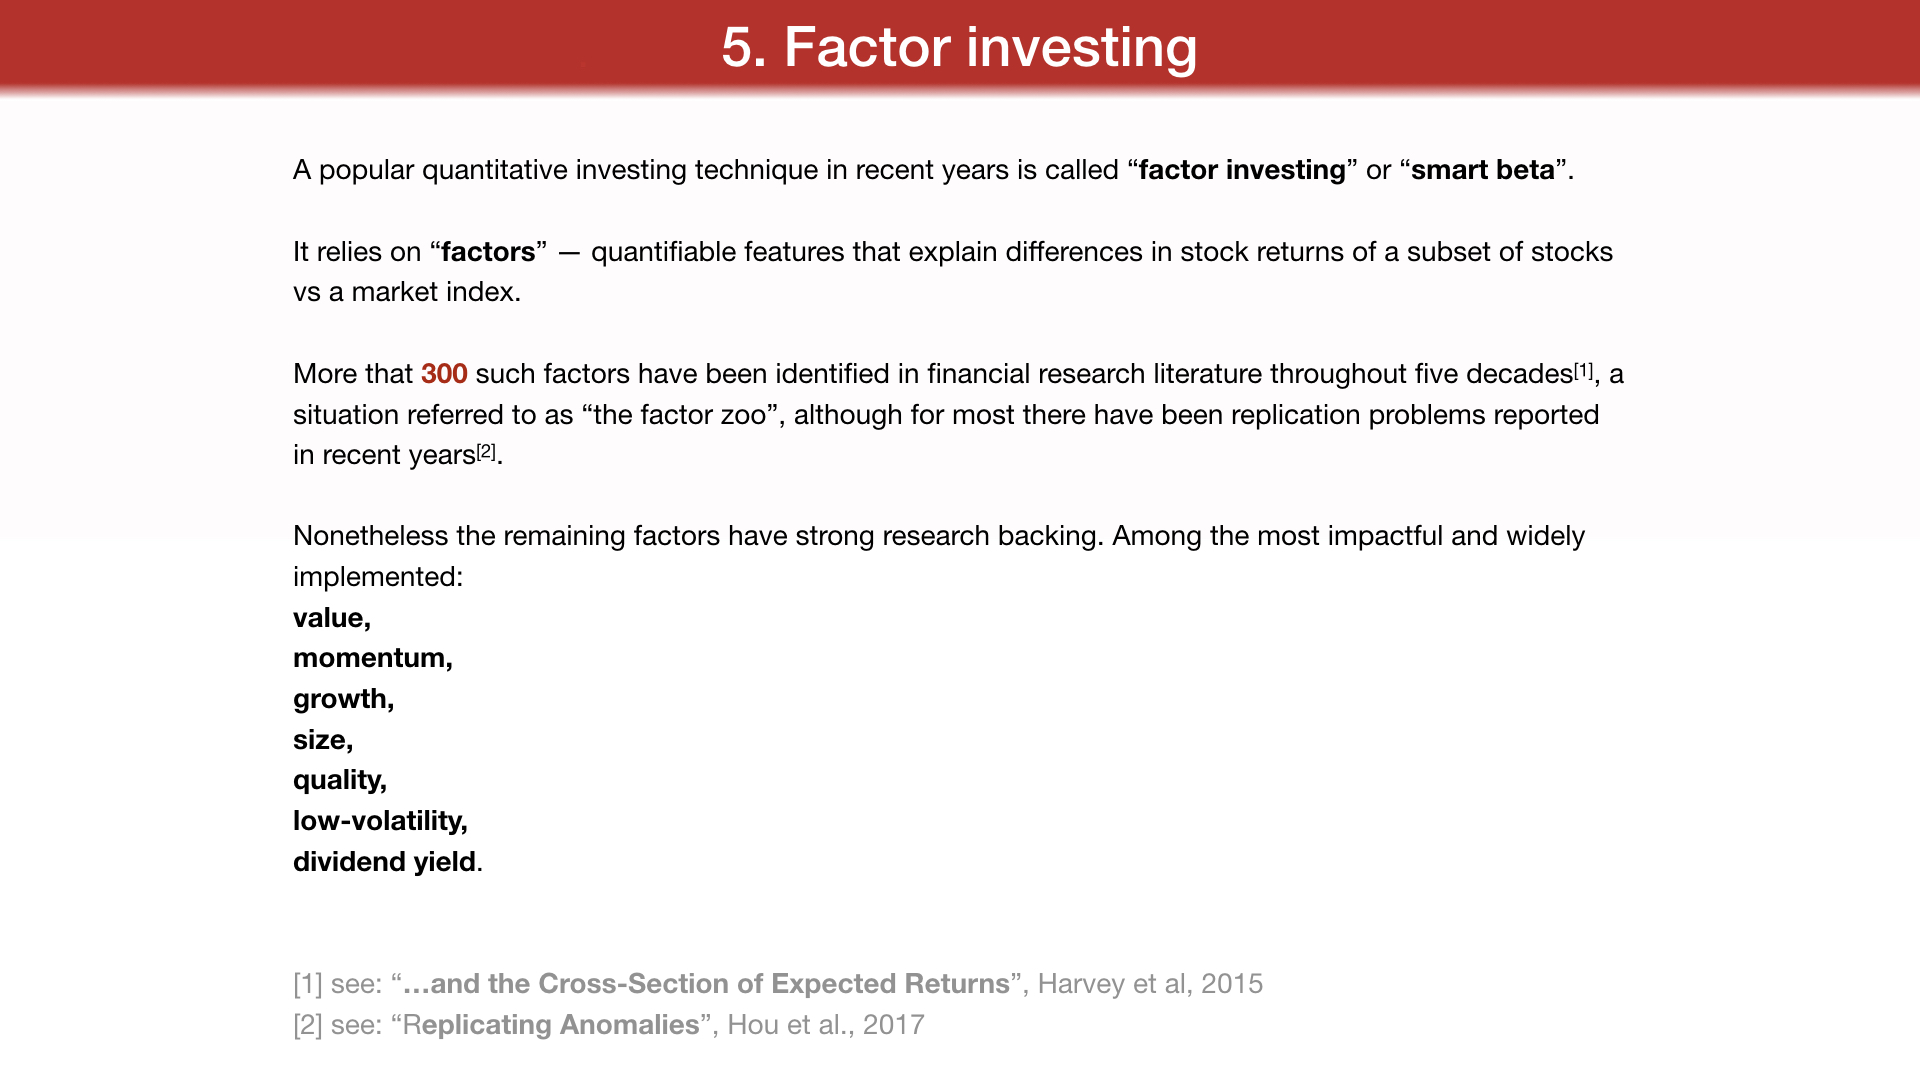 5. Factor investing
A popular quantitative investing technique in recent years is called “factor investing” or “smart beta”.
It relies on “factors” — quantifiable features that explain differences in stock returns of a subset of stocks
vs a market index.
More that 300 such factors have been identified in financial research literature throughout five decades[1], a
situation referred to as “the factor zoo”, although for most there have been replication problems reported
in recent years[2].
Nonetheless the remaining factors have strong research backing. Among the most impactful and widely
implemented:
value,
momentum,
growth,
size,
quality,
low-volatility,
dividend yield.
[1] see: “…and the Cross-Section of Expected Returns”, Harvey et al, 2015
[2] see: “Replicating Anomalies”, Hou et al., 2017